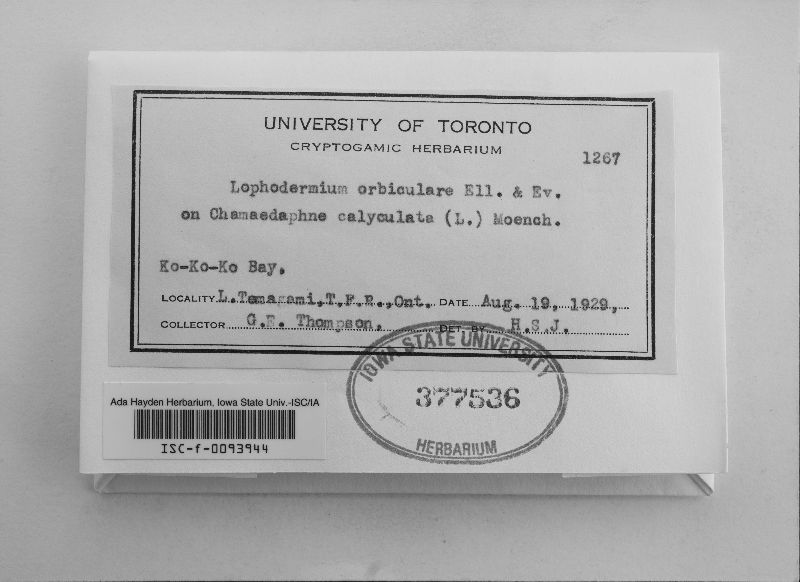 UNIVERSITY OF TORONTO
CRYPTOGAMIC HERBARIUM
1267
Lophodermium orbiculare Ell. & Ev.
on Chamaedaphne calyculata (L.) Moench.
Ko-Ko-Ko Bay.
LOCALITY L.Temagami,T.F.R.,Ont. DATE Aug. 19, 1929,
COLLECTOR G.E. Thompson. DET BY H.S.J.
IOWA STATE UNIVERSITY
377536
HERBARIUM
Ada Hayden Herbarium, Iowa State Univ.-ISC/IA
ISC-f-0093944